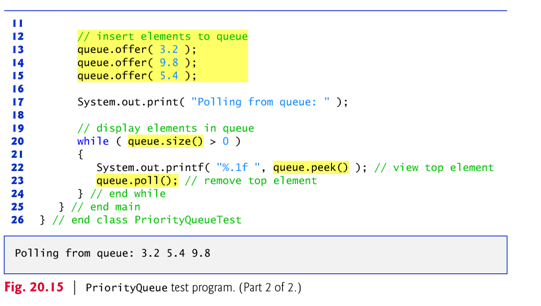 11
12 // insert elements to queue
13 queue.offer( 3.2 );
14 queue.offer( 9.8 );
15 queue.offer( 5.4 );
16
17 System.out.print( "Polling from queue: " );
18
19 // display elements in queue
20 while ( queue.size() > 0 )
21 {
22 System.out.printf( "%.1f ", queue.peek() ); // view top element
23 queue.poll(); // remove top element
24 } // end while
25 } // end main
26 } // end class PriorityQueueTest
Polling from queue: 3.2 5.4 9.8
Fig. 20.15 | PriorityQueue test program. (Part 2 of 2.)